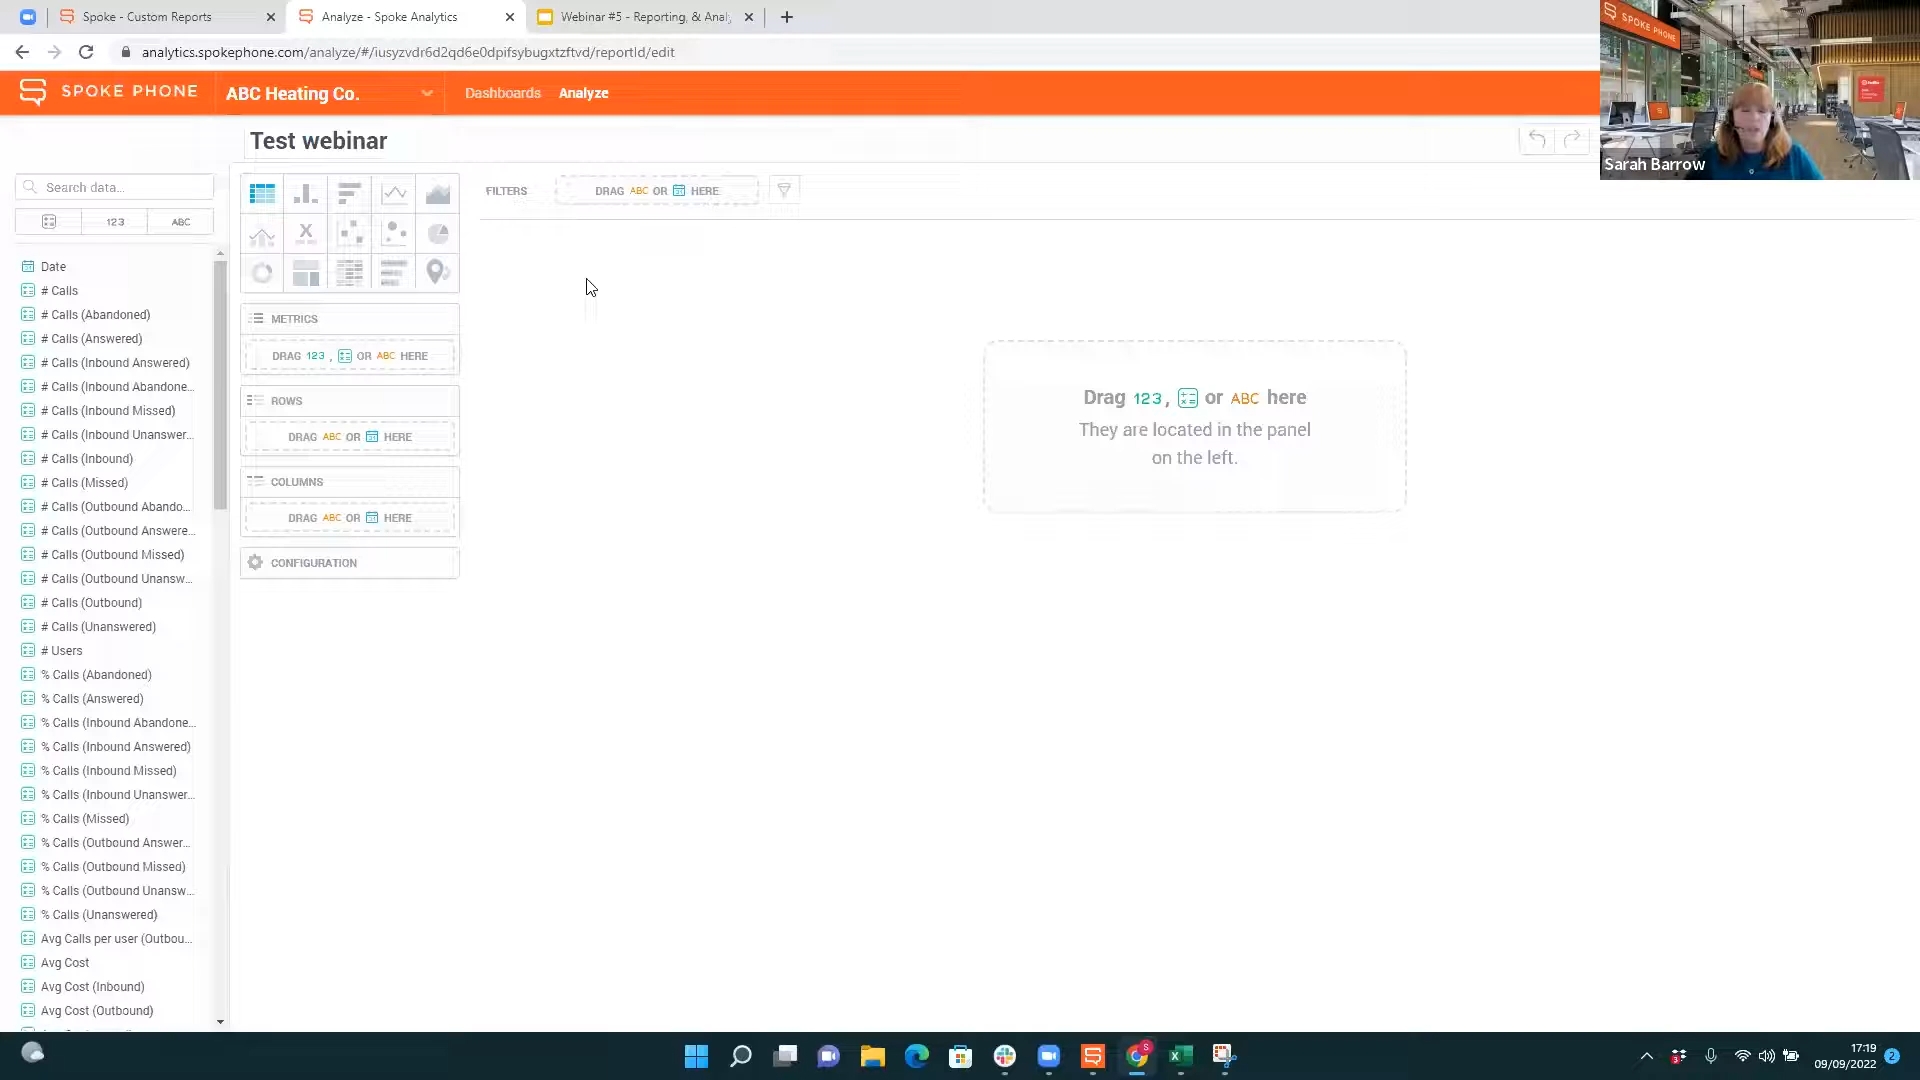 Spoke - Custom Reports
Analyze - Spoke Analytics
Webinar #5 - Reporting, & Anal
analytics.spokephone.com/analyze/#/iusyzvdr6d2qd6e0dpifsybugxtzftvd/reportId/edit
SPOKE PHONE
ABC Heating Co.
Dashboards
Analyze
SPOKE PHONE
Sarah Barrow
Test webinar
Search data...
123
ABC
FILTERS
DRAG ABC OR HERE
Date
# Calls
# Calls (Abandoned)
# Calls (Answered)
# Calls (Inbound Answered)
# Calls (Inbound Abandone...
# Calls (Inbound Missed)
# Calls (Inbound Unanswer...
# Calls (Inbound)
# Calls (Missed)
# Calls (Outbound Abando...
# Calls (Outbound Answere...
# Calls (Outbound Missed)
# Calls (Outbound Unansw...
# Calls (Outbound)
# Calls (Unanswered)
# Users
% Calls (Abandoned)
% Calls (Answered)
% Calls (Inbound Abandone...
% Calls (Inbound Answered)
% Calls (Inbound Missed)
% Calls (Inbound Unanswer...
% Calls (Missed)
% Calls (Outbound Answer...
% Calls (Outbound Missed)
% Calls (Outbound Unansw...
% Calls (Unanswered)
Avg Calls per user (Outbou...
Avg Cost
Avg Cost (Inbound)
Avg Cost (Outbound)
METRICS
DRAG 123 , OR ABC HERE
ROWS
DRAG ABC OR HERE
COLUMNS
DRAG ABC OR HERE
CONFIGURATION
Drag 123, or ABC here
They are located in the panel
on the left.
17:19
09/09/2022
2